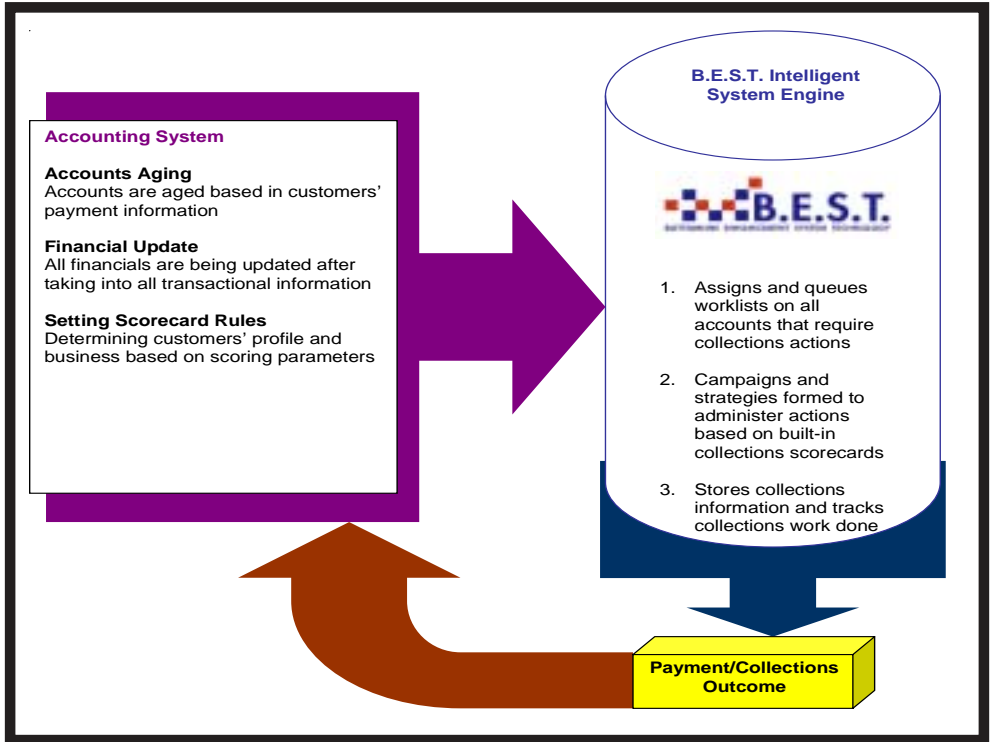 Accounting System
Accounts Aging
Accounts are aged based in customers'
payment information
Financial Update
All financials are being updated after
taking into all transactional information
Setting Scorecard Rules
Determining customers' profile and
business based on scoring parameters
B.E.S.T. Intelligent
System Engine
B.E.S.T.
1. Assigns and queues
worklists on all
accounts that require
collections actions
2. Campaigns and
strategies formed to
administer actions
based on built-in
collections scorecards
3. Stores collections
information and tracks
collections work done
Payment/Collections
Outcome